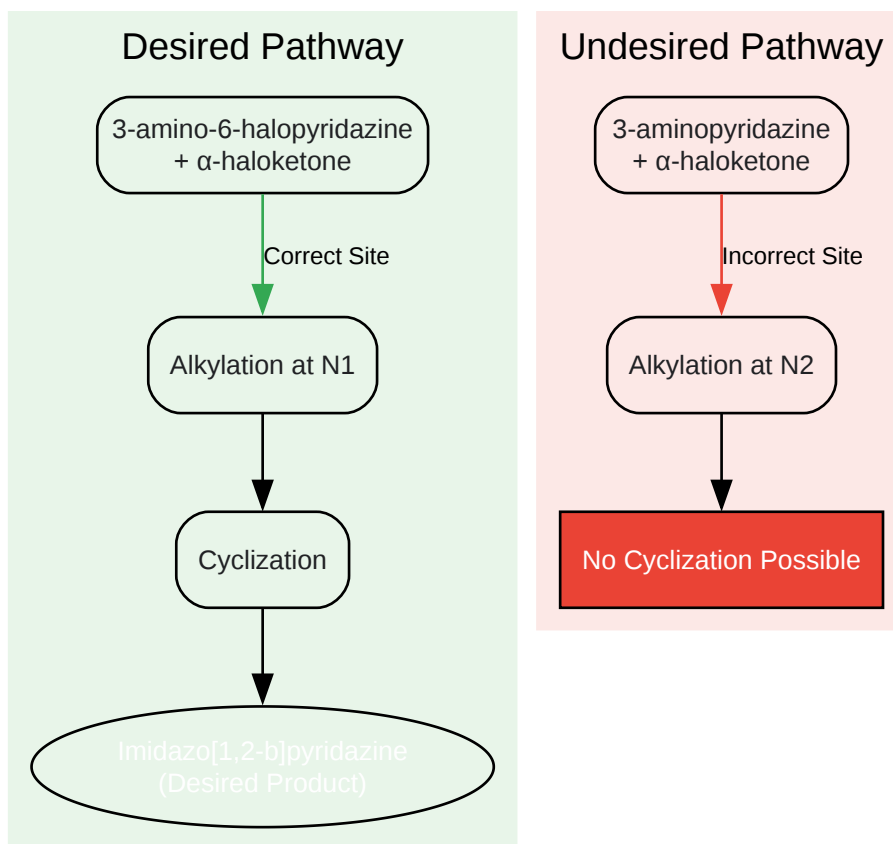 Desired Pathway
3-amino-6-halopyridazine
+ α-haloketone
Correct Site
Alkylation at N1
Cyclization
Imidazo[1,2-b]pyridazine
(Desired Product)
Undesired Pathway
3-aminopyridazine
+ α-haloketone
Incorrect Site
Alkylation at N2
No Cyclization Possible